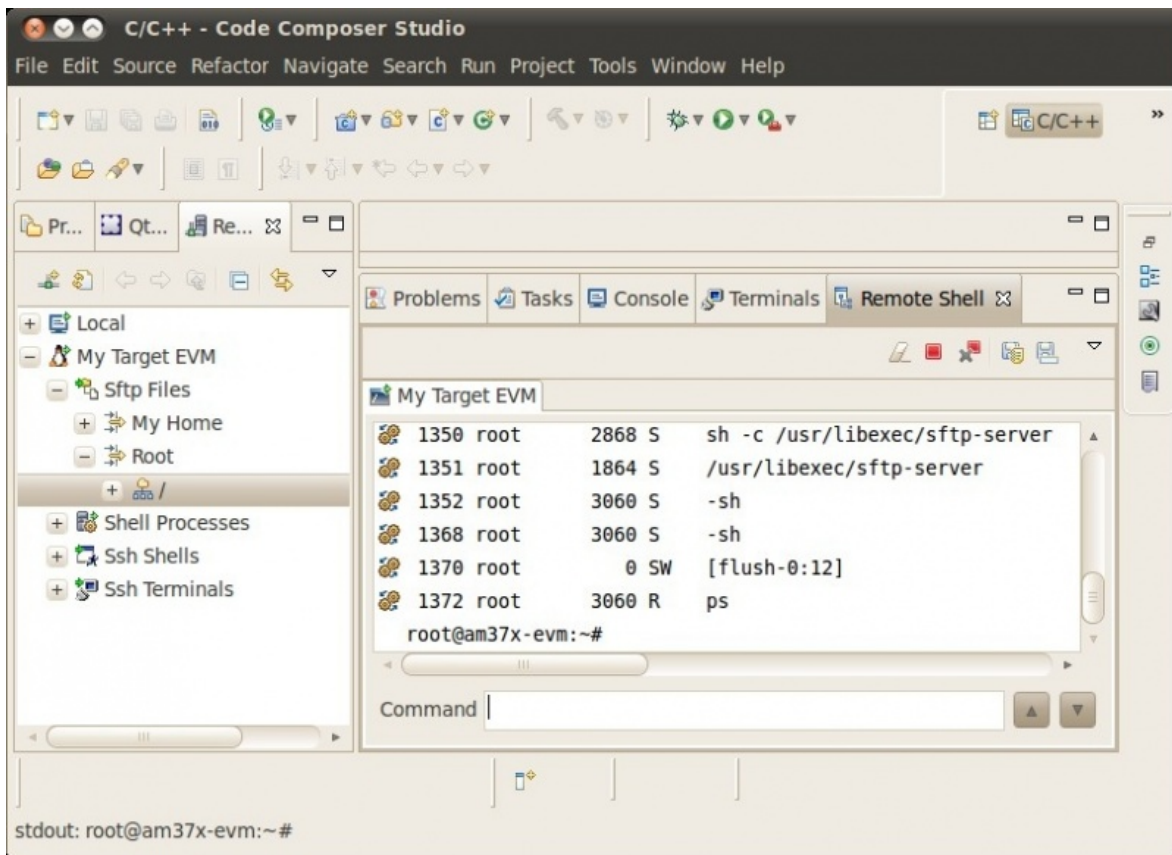 C/C++ - Code Composer Studio
File Edit Source Refactor Navigate Search Run Project Tools Window Help
C/C++
Pr... Qt... Re...
Local
My Target EVM
Sftp Files
My Home
Root
/
Shell Processes
Ssh Shells
Ssh Terminals
Problems Tasks Console Terminals Remote Shell
My Target EVM
1350 root 2868 S sh -c /usr/libexec/sftp-server
1351 root 1864 S /usr/libexec/sftp-server
1352 root 3060 S -sh
1368 root 3060 S -sh
1370 root 0 SW [flush-0:12]
1372 root 3060 R ps
root@am37x-evm:~#
Command
stdout: root@am37x-evm:~#